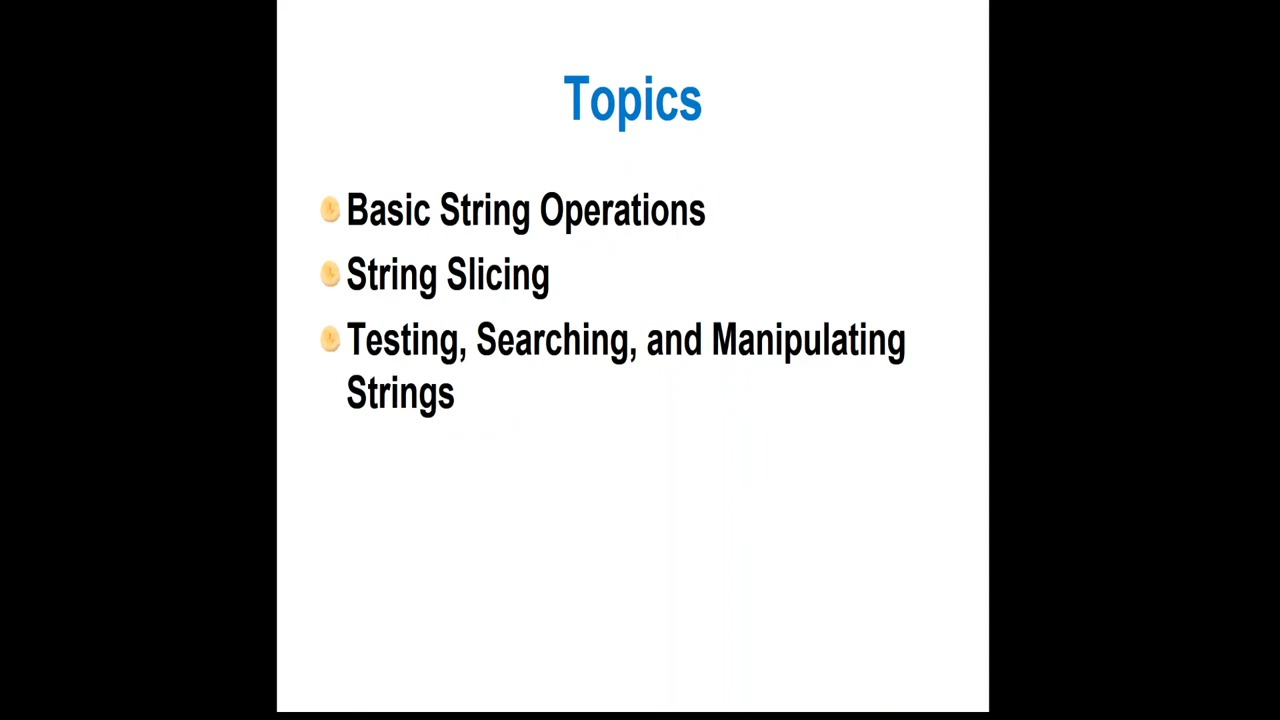 Topics
Basic String Operations
String Slicing
Testing, Searching, and Manipulating
Strings